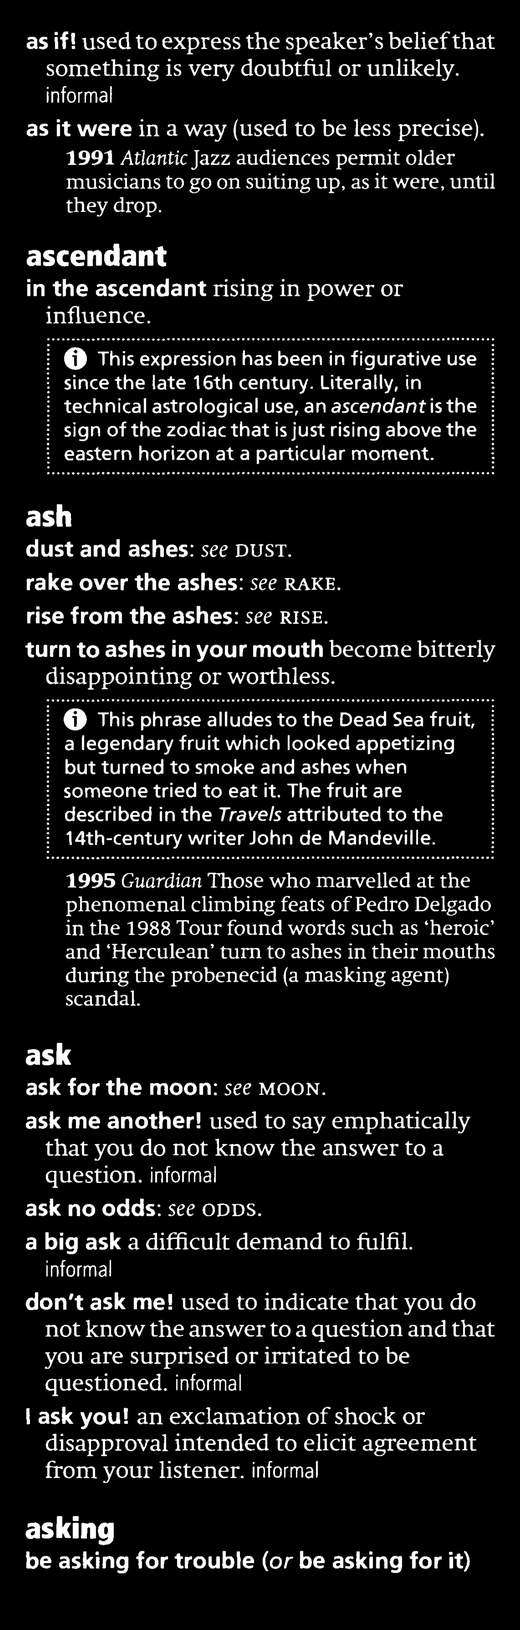 as if! used to express the speaker's belief that
something is very doubtful or unlikely.
informal
as it were in a way (used to be less precise).
1991 Atlantic Jazz audiences permit older
musicians to go on suiting up, as it were, until
they drop.
ascendant
in the ascendant rising in power or
influence.
ⓘ This expression has been in figurative use
since the late 16th century. Literally, in
technical astrological use, an ascendant is the
sign of the zodiac that is just rising above the
eastern horizon at a particular moment.
ash
dust and ashes: see DUST.
rake over the ashes: see RAKE.
rise from the ashes: see RISE.
turn to ashes in your mouth become bitterly
disappointing or worthless.
ⓘ This phrase alludes to the Dead Sea fruit,
a legendary fruit which looked appetizing
but turned to smoke and ashes when
someone tried to eat it. The fruit are
described in the Travels attributed to the
14th-century writer John de Mandeville.
1995 Guardian Those who marvelled at the
phenomenal climbing feats of Pedro Delgado
in the 1988 Tour found words such as 'heroic'
and 'Herculean' turn to ashes in their mouths
during the probenecid (a masking agent)
scandal.
ask
ask for the moon: see MOON.
ask me another! used to say emphatically
that you do not know the answer to a
question. informal
ask no odds: see ODDS.
a big ask a difficult demand to fulfil.
informal
don't ask me! used to indicate that you do
not know the answer to a question and that
you are surprised or irritated to be
questioned. informal
I ask you! an exclamation of shock or
disapproval intended to elicit agreement
from your listener. informal
asking
be asking for trouble (or be asking for it)